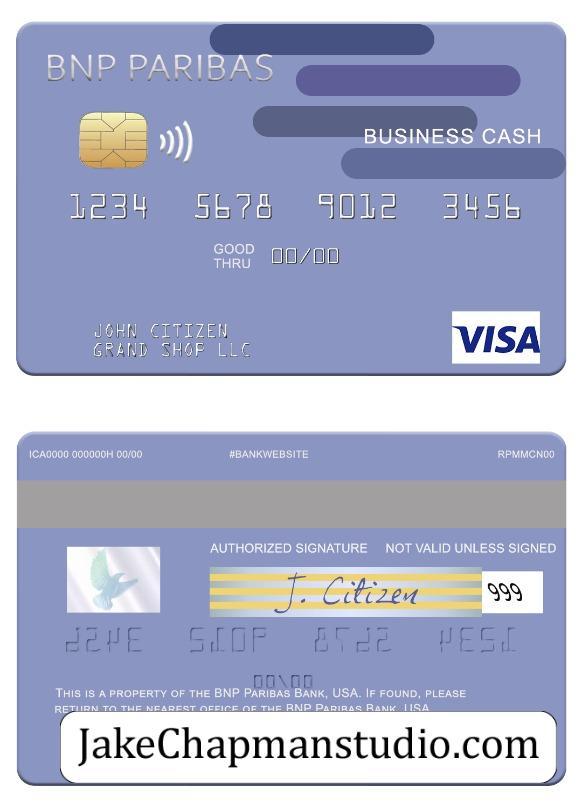 BNP PARIBAS
BUSINESS CASH
1234 5678 9012 3456
GOOD THRU 00/00
JOHN CITIZEN
GRAND SHOP LLC
VISA
ICA0000 000000H 00/00 #BANKWEBSITE RPMMCN00
AUTHORIZED SIGNATURE NOT VALID UNLESS SIGNED
J. Citizen 999
THIS IS A PROPERTY OF THE BNP PARIBAS BANK, USA. IF FOUND, PLEASE
RETURN TO THE NEAREST OFFICE OF THE BNP PARIBAS BANK, USA
JakeChapmanstudio.com